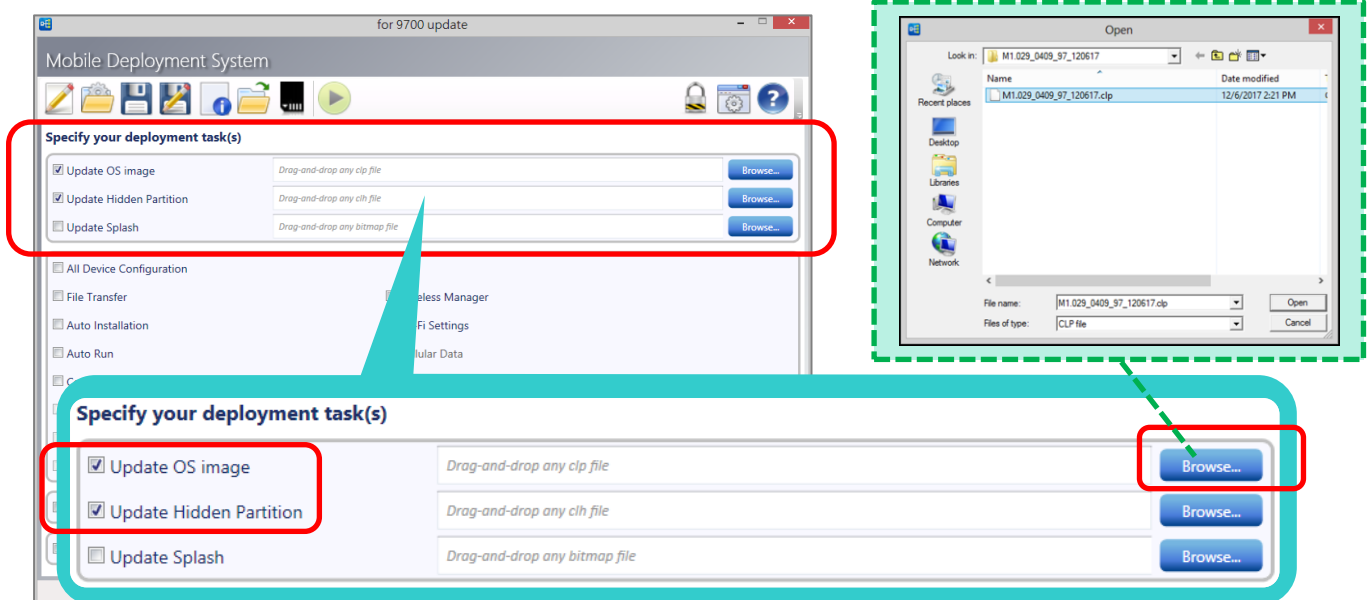 for 9700 update
Mobile Deployment System
Specify your deployment task(s)
Update OS image
Drag-and-drop any clp file
Browse...
Update Hidden Partition
Drag-and-drop any clh file
Browse...
Update Splash
Drag-and-drop any bitmap file
Browse...
All Device Configuration
File Transfer
eless Manager
Auto Installation
Fi Settings
Auto Run
lular Data
Open
Look in:
M1.029_0409_97_120617
Name
Date modified
M1.029_0409_97_120617.clp
12/6/2017 2:21 PM
Recent places
Desktop
Libraries
Computer
Network
File name:
M1.029_0409_97_120617.clp
Open
Files of type:
CLP file
Cancel
Specify your deployment task(s)
Update OS image
Drag-and-drop any clp file
Browse...
Update Hidden Partition
Drag-and-drop any clh file
Browse...
Update Splash
Drag-and-drop any bitmap file
Browse...